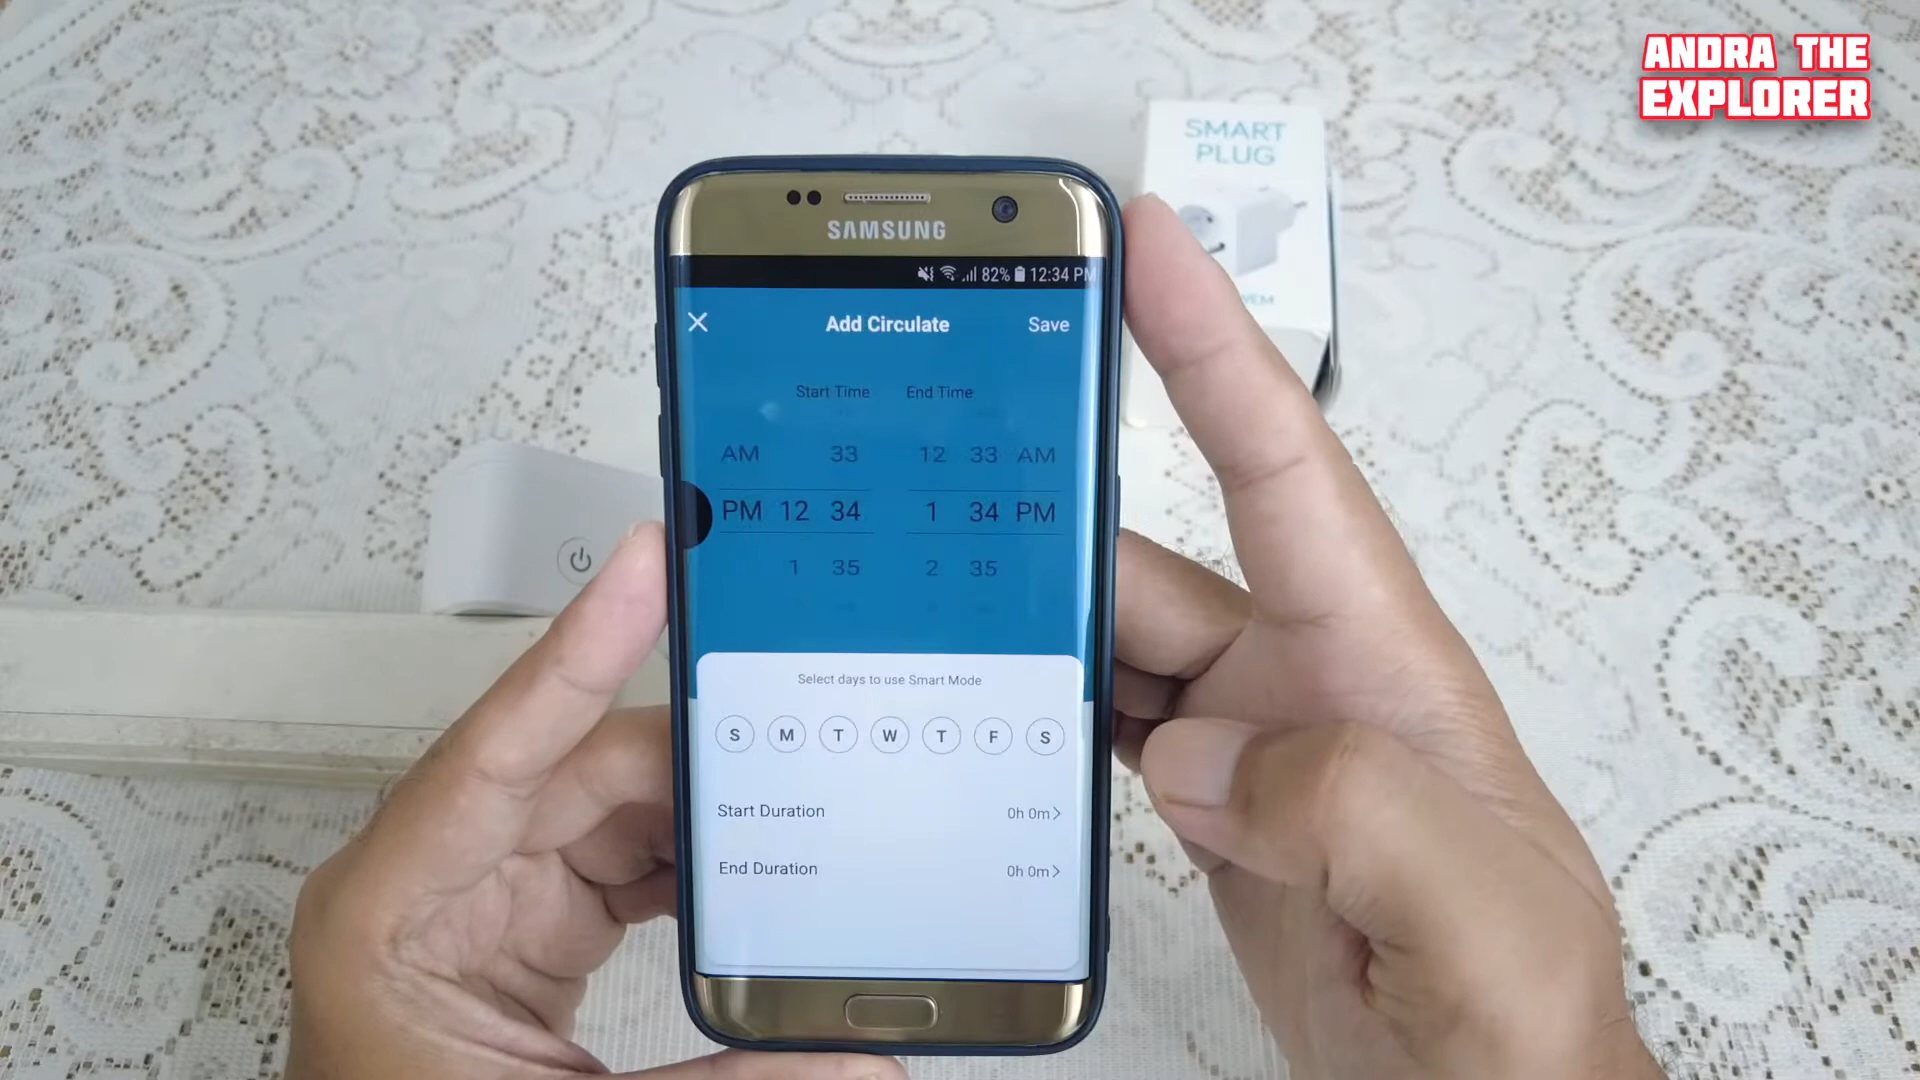 ANDRA THE
EXPLORER
SMART
PLUG
SAMSUNG
82% 12:34 PM
Add Circulate Save
Start Time End Time
AM 33 12 33 AM
PM 12 34 1 34 PM
1 35 2 35
Select days to use Smart Mode
S M T W T F S
Start Duration 0h 0m>
End Duration 0h 0m>